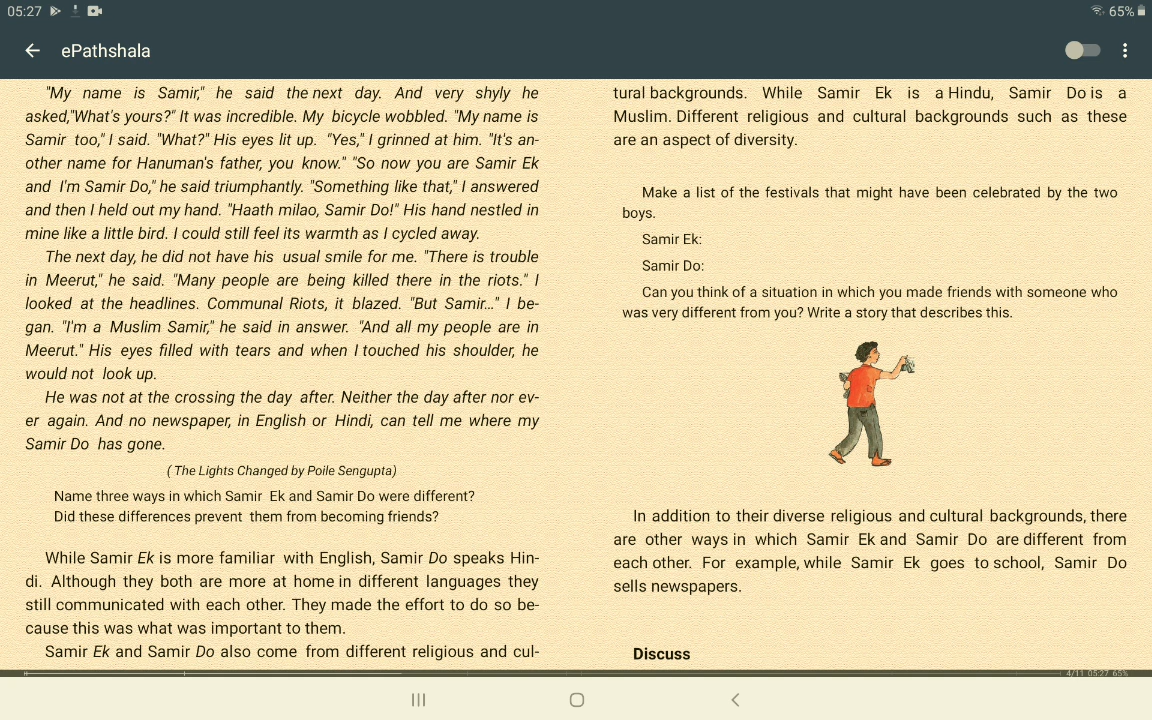 05:27
65%
ePathshala
"My name is Samir," he said the next day. And very shyly he
asked,"What's yours?" It was incredible. My bicycle wobbled. "My name is
Samir too," I said. "What?" His eyes lit up. "Yes," I grinned at him. "It's an-
other name for Hanuman's father, you know." "So now you are Samir Ek
and I'm Samir Do," he said triumphantly. "Something like that," I answered
and then I held out my hand. "Haath milao, Samir Do!" His hand nestled in
mine like a little bird. I could still feel its warmth as I cycled away.
The next day, he did not have his usual smile for me. "There is trouble
in Meerut," he said. "Many people are being killed there in the riots." I
looked at the headlines. Communal Riots, it blazed. "But Samir..." I be-
gan. "I'm a Muslim Samir," he said in answer. "And all my people are in
Meerut." His eyes filled with tears and when I touched his shoulder, he
would not look up.
He was not at the crossing the day after. Neither the day after nor ev-
er again. And no newspaper, in English or Hindi, can tell me where my
Samir Do has gone.
( The Lights Changed by Poile Sengupta)
Name three ways in which Samir Ek and Samir Do were different?
Did these differences prevent them from becoming friends?
While Samir Ek is more familiar with English, Samir Do speaks Hin-
di. Although they both are more at home in different languages they
still communicated with each other. They made the effort to do so be-
cause this was what was important to them.
Samir Ek and Samir Do also come from different religious and cul-
tural backgrounds. While Samir Ek is a Hindu, Samir Do is a
Muslim. Different religious and cultural backgrounds such as these
are an aspect of diversity.
Make a list of the festivals that might have been celebrated by the two
boys.
Samir Ek:
Samir Do:
Can you think of a situation in which you made friends with someone who
was very different from you? Write a story that describes this.
In addition to their diverse religious and cultural backgrounds, there
are other ways in which Samir Ek and Samir Do are different from
each other. For example, while Samir Ek goes to school, Samir Do
sells newspapers.
Discuss
4/11 05:27 65%